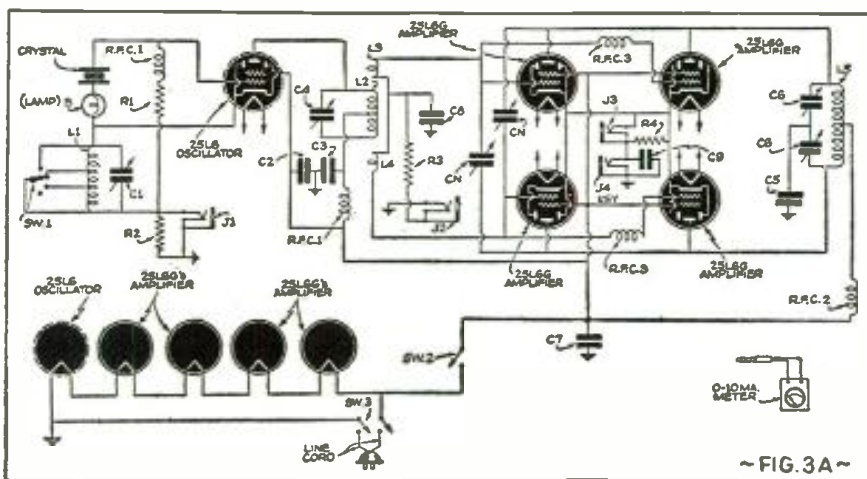 CRYSTAL
R.F.C.1
(LAMP)
R1
25L6
OSCILLATOR
L1
C1
SW.1
R2
J1
C4
L3
L2
C2
C3
L4
R.F.C.1
C8
R3
J2
25L6G
AMPLIFIER
R.F.C.3
25L6G
AMPLIFIER
CN
CN
J3
R4
C9
J4
KEY
25L6G
AMPLIFIER
R.F.C.3
25L6G
AMPLIFIER
C6
C6
C5
R.F.C.2
25L6
OSCILLATOR
25L6G's
AMPLIFIER
25L6G's
AMPLIFIER
SW.2
C7
SW.3
LINE
CORD
0-10 MA.
METER
~FIG.3A~